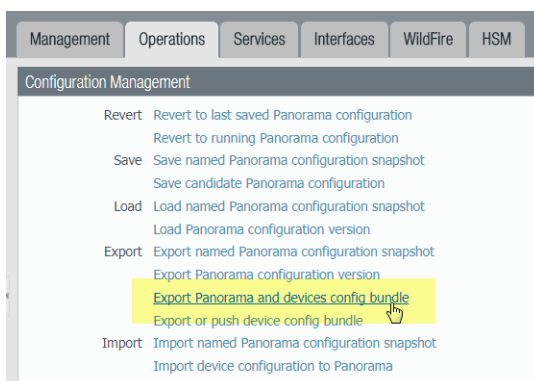 Management Operations Services Interfaces WildFire HSM
Configuration Management
Revert Revert to last saved Panorama configuration
Revert to running Panorama configuration
Save Save named Panorama configuration snapshot
Save candidate Panorama configuration
Load Load named Panorama configuration snapshot
Load Panorama configuration version
Export Export named Panorama configuration snapshot
Export Panorama configuration version
Export Panorama and devices config bundle
Export or push device config bundle
Import Import named Panorama configuration snapshot
Import device configuration to Panorama